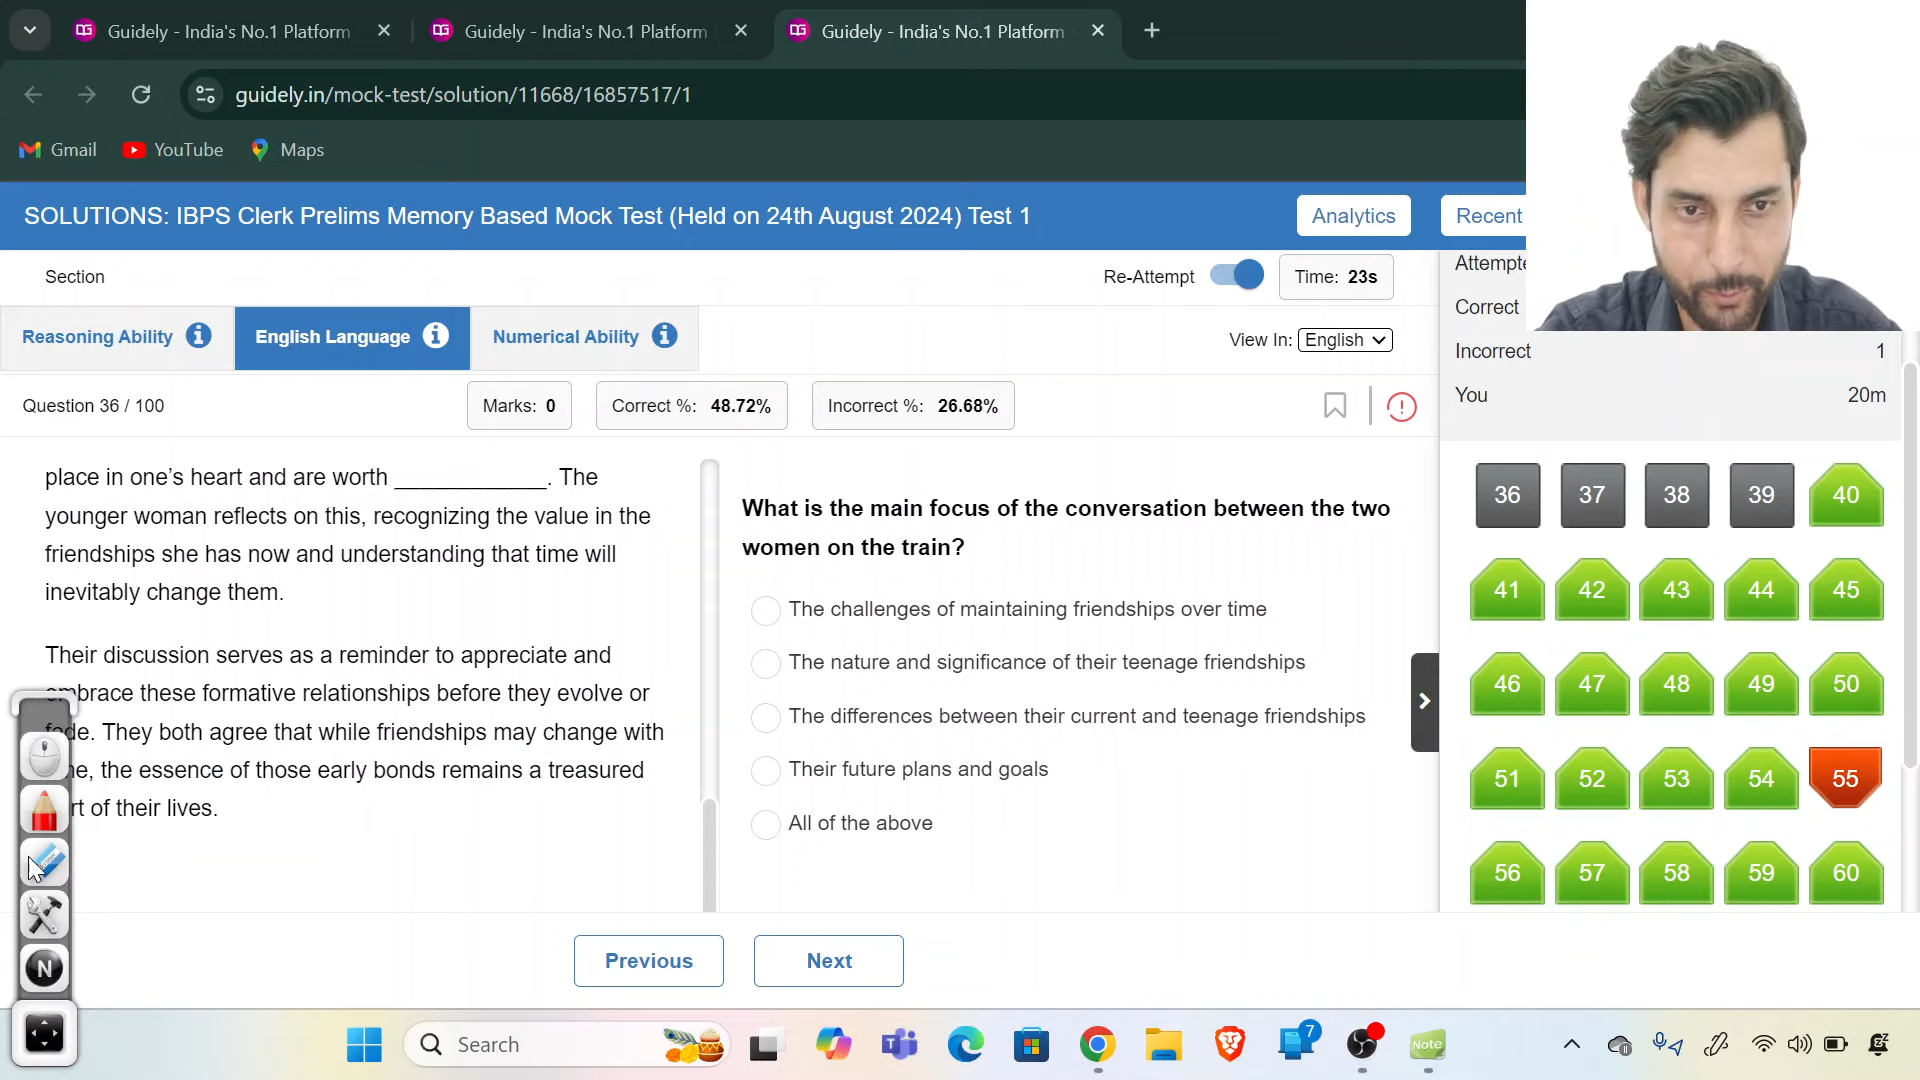 Guidely - India's No.1 Platform
Guidely - India's No.1 Platform
Guidely - India's No.1 Platform
guidely.in/mock-test/solution/11668/16857517/1
Gmail
YouTube
Maps
SOLUTIONS: IBPS Clerk Prelims Memory Based Mock Test (Held on 24th August 2024) Test 1
Analytics
Recent
Section
Re-Attempt
Time: 23s
Reasoning Ability
English Language
Numerical Ability
View In: English
Question 36 / 100
Marks: 0
Correct %: 48.72%
Incorrect %: 26.68%
place in one's heart and are worth ____________. The
younger woman reflects on this, recognizing the value in the
friendships she has now and understanding that time will
inevitably change them.
Their discussion serves as a reminder to appreciate and
embrace these formative relationships before they evolve or
fade. They both agree that while friendships may change with
me, the essence of those early bonds remains a treasured
rt of their lives.
What is the main focus of the conversation between the two
women on the train?
The challenges of maintaining friendships over time
The nature and significance of their teenage friendships
The differences between their current and teenage friendships
Their future plans and goals
All of the above
Previous
Next
Attempte
Correct
Incorrect 1
You 20m
36 37 38 39 40
41 42 43 44 45
46 47 48 49 50
51 52 53 54 55
56 57 58 59 60
N
Search
7
Note